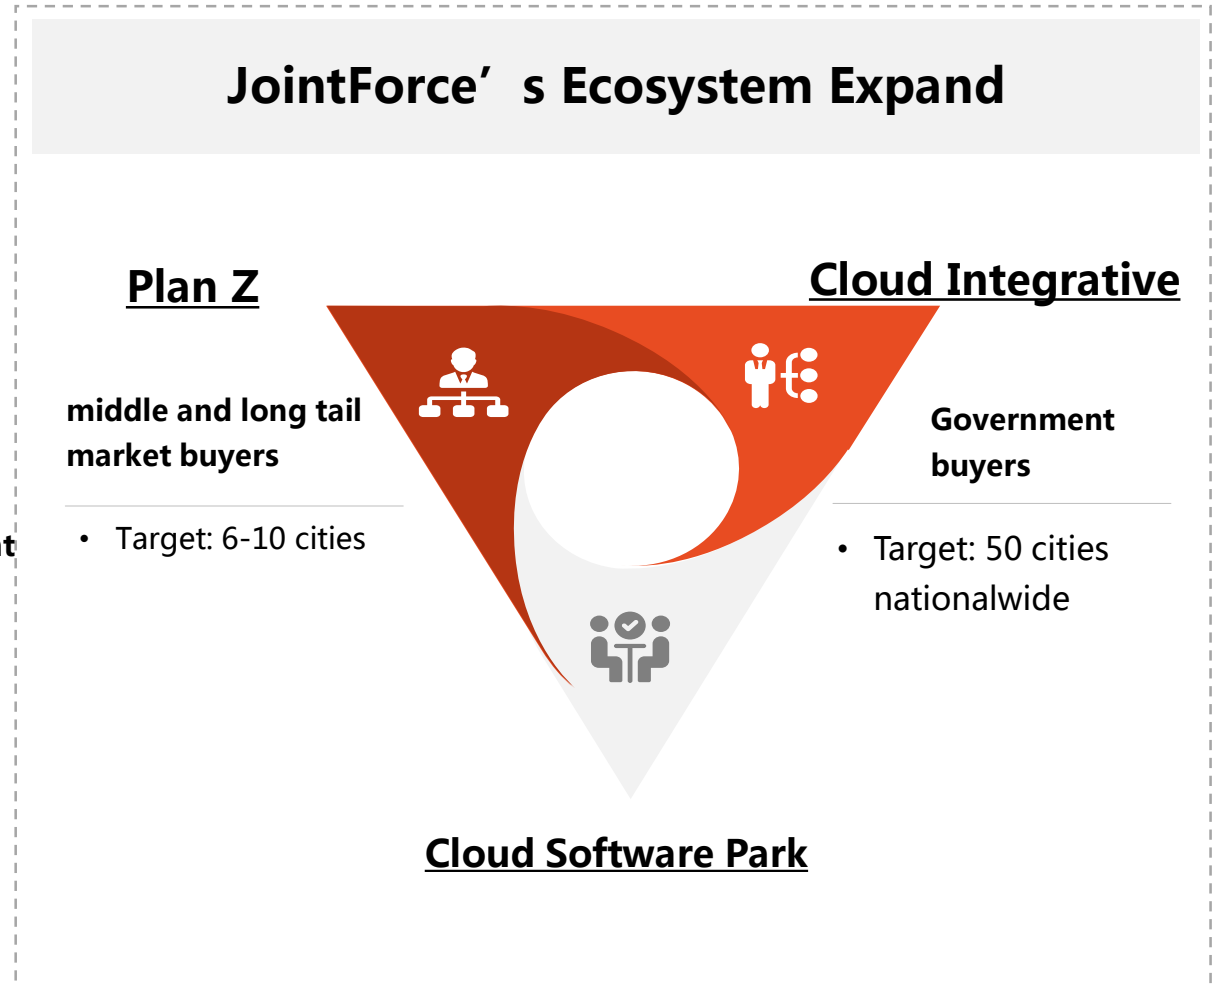 JointForce’s Ecosystem Expand
Plan Z
Cloud Integrative
middle and long tail
market buyers
• Target: 6-10 cities
Government
buyers
• Target: 50 cities
nationalwide
Cloud Software Park